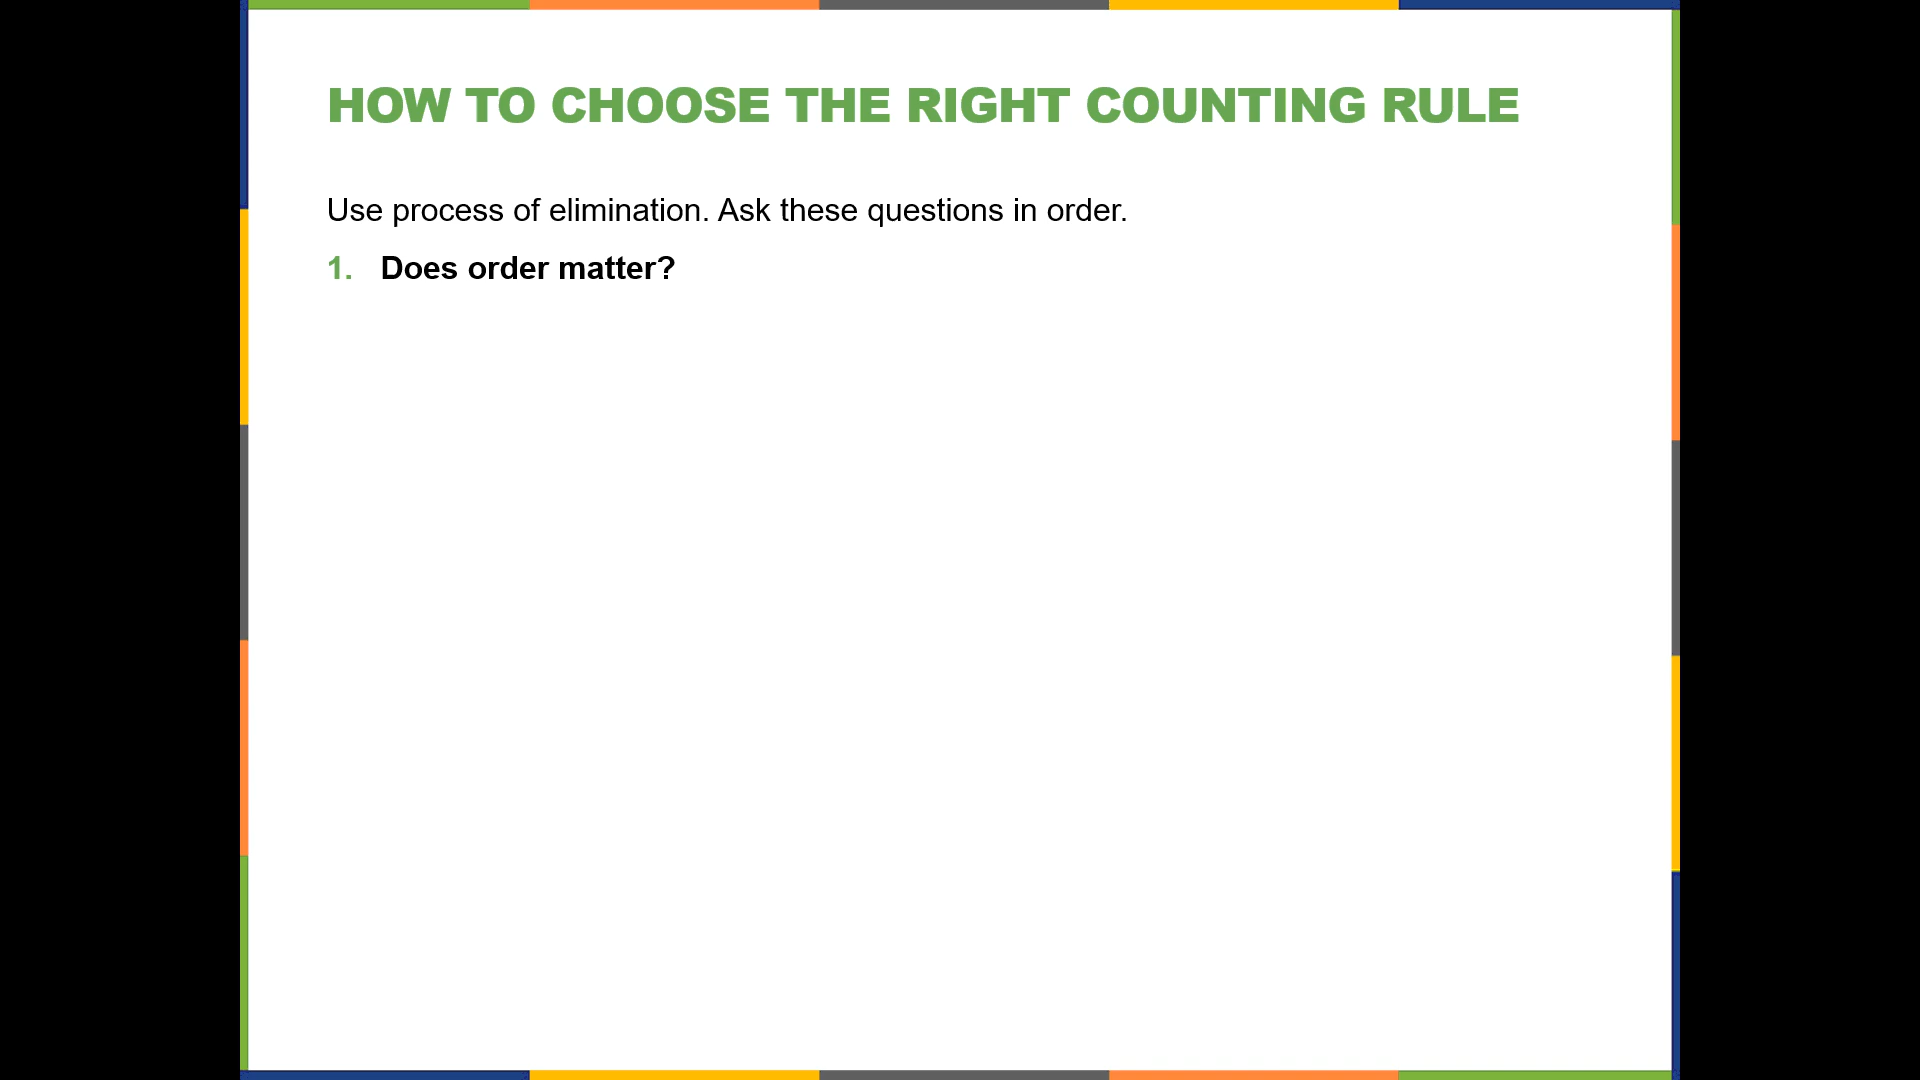 HOW TO CHOOSE THE RIGHT COUNTING RULE
Use process of elimination. Ask these questions in order.
1. Does order matter?